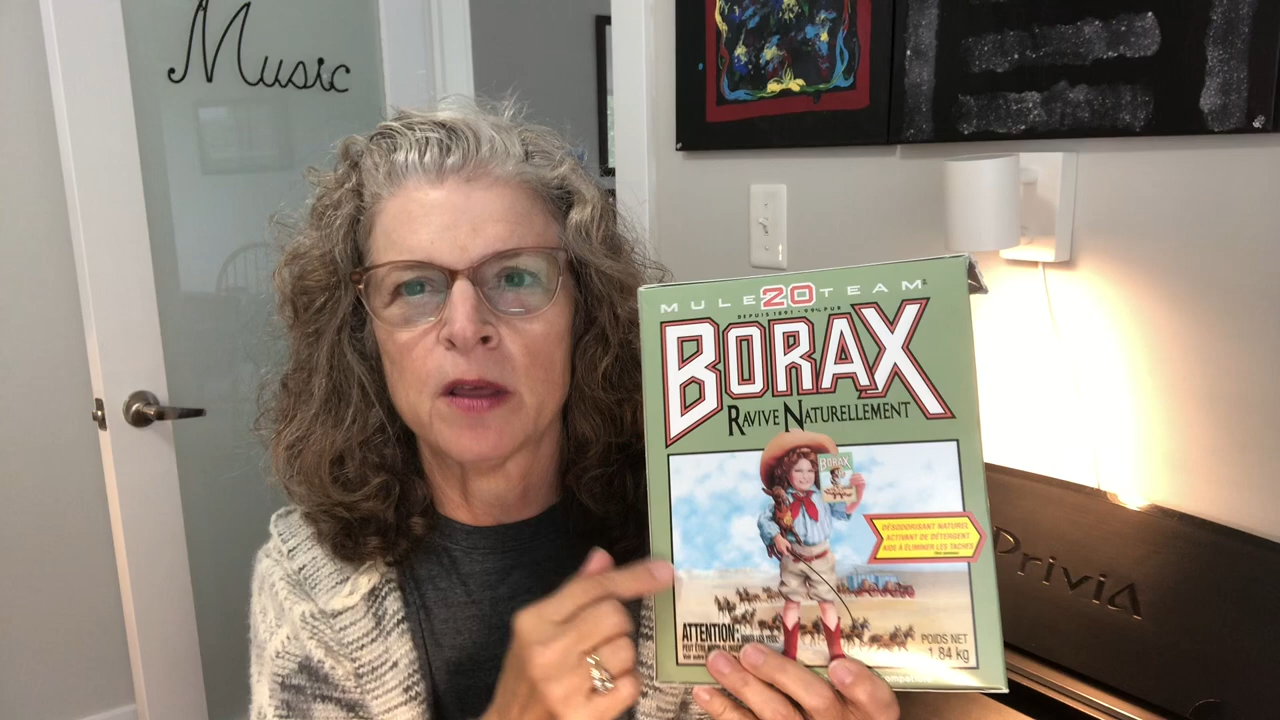 Music
MULE 20 TEAM
DEPUIS 1891 • 99% PUR
BORAX
RAVIVE NATURELLEMENT
BORAX
DÉSODORISANT NATUREL
ACTIVANT DE DÉTERGENT
AIDE À ÉLIMINER LES TACHES
ATTENTION:
POIDS NET
1,84 kg
PriviA